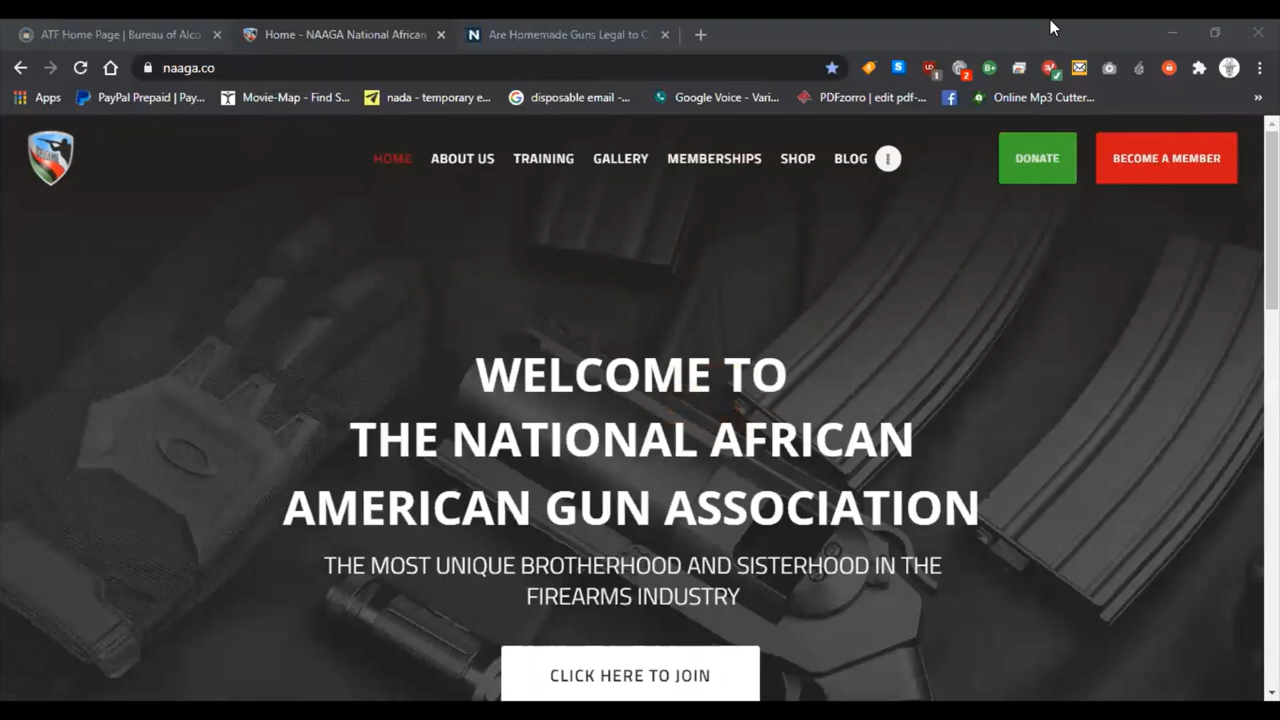 ATF Home Page | Bureau of Alco
Home - NAAGA National African
Are Homemade Guns Legal to
naaga.co
Apps
PayPal Prepaid | Pay...
Movie-Map - Find S...
nada - temporary e...
disposable email -...
Google Voice - Vari...
PDFzorro | edit pdf-...
Online Mp3 Cutter...
HOME
ABOUT US
TRAINING
GALLERY
MEMBERSHIPS
SHOP
BLOG
DONATE
BECOME A MEMBER
WELCOME TO
THE NATIONAL AFRICAN
AMERICAN GUN ASSOCIATION
THE MOST UNIQUE BROTHERHOOD AND SISTERHOOD IN THE
FIREARMS INDUSTRY
CLICK HERE TO JOIN